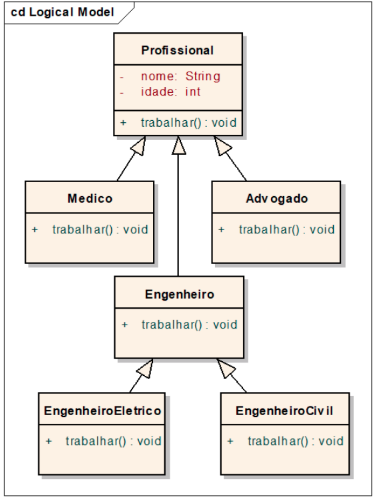 cd Logical Model
Profissional
- nome: String
- idade: int
+ trabalhar() : void
Medico
+ trabalhar() : void
Advogado
+ trabalhar() : void
Engenheiro
+ trabalhar() : void
EngenheiroEletrico
+ trabalhar() : void
EngenheiroCivil
+ trabalhar() : void